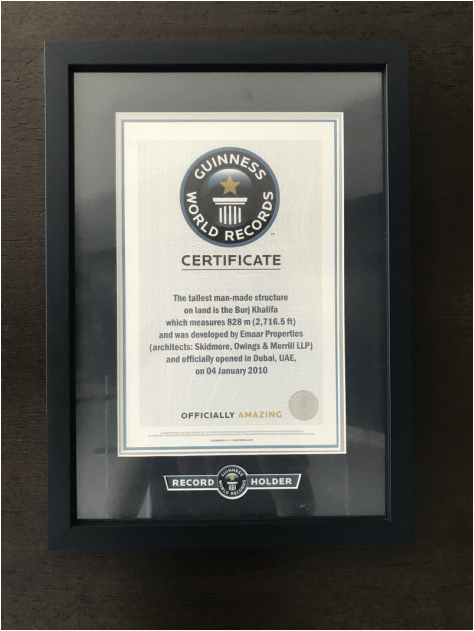 GUINNESS
WORLD RECORDS
™
CERTIFICATE
The tallest man-made structure
on land is the Burj Khalifa
which measures 828 m (2,716.5 ft)
and was developed by Emaar Properties
(architects: Skidmore, Owings & Merrill LLP)
and officially opened in Dubai, UAE,
on 04 January 2010
OFFICIALLY AMAZING
RECORD GUINNESS WORLD RECORDS HOLDER